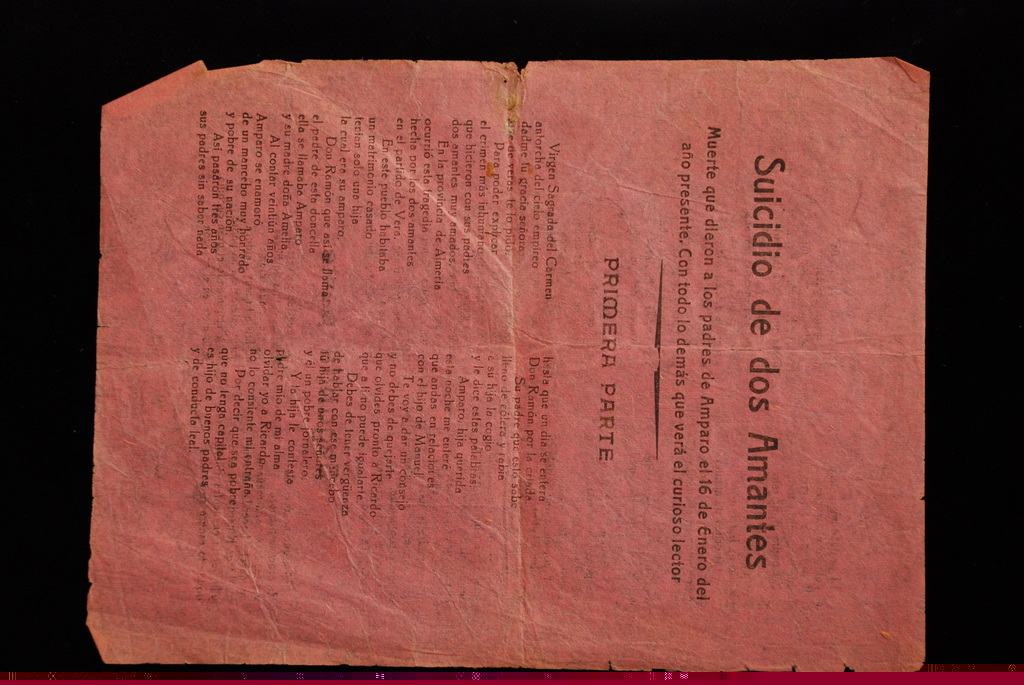 Suicidio de dos Amantes
Muerte que dieron a los padres de Amparo el 16 de Enero del
año presente. Con todo lo demás que verá el curioso lector
PRIMERA PARTE
Virgen Sagrada del Carmen
antorcha del cielo empíreo
dadme tu gracia señora
que de veras te lo pido.
Para poder explicar
el crimen más inhumano
que hicieron con sus padres
dos amantes muy amados.
En la provincia de Almería
ocurrió esta tragedia
hecha por los dos amantes
en el partido de Vera.
En este pueblo habitaba
un matrimonio casado
tenían solo una hija
la cual era su amparo.
Don Ramón que así se llama
el padre de esta doncella
ella se llamaba Amparo
y su madre doña Amelia.
Al contar veintiún años
Amparo se enamoró
de un mancebo muy honrado
y pobre de su nación.
Así pasaron tres años
sus padres sin saber nada
hasta que un día se entera
Don Ramón por la criada.
Su padre que esto sabe
lleno de cólera y rabia
a su hija la cogió
y le dice estas palabras:
Amparo, hija querida
esta noche me enteré
que andas en relaciones
con el hijo de Manuel.
Te voy a dar un consejo
y no debes de quejarte
que olvides pronto a Ricardo
que a ti no puede igualarte.
Debes de tener vergüenza
de hablar con ese mancebo
tú hija de
y él un pobre jornalero.
Y la hija le contesta
padre mío de mi alma
olvidar yo a Ricardo
no lo consiente mi entraña.
Por decir que sea pobre
que no tenga capital
es hijo de buenos padres
y de conducta leal.